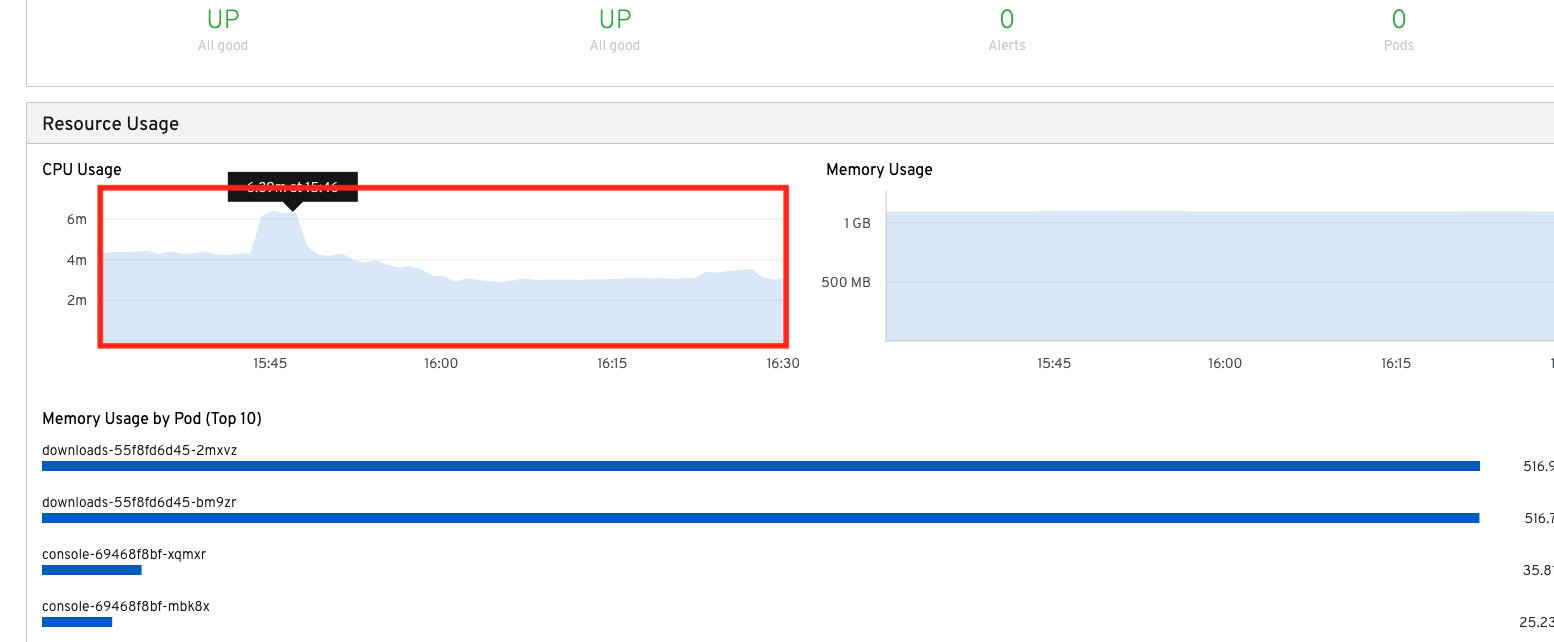 UP
All good
UP
All good
0
Alerts
0
Pods
Resource Usage
CPU Usage
6.39m at 15:46
6m
4m
2m
15:45
16:00
16:15
16:30
Memory Usage
1 GB
500 MB
15:45
16:00
16:15
Memory Usage by Pod (Top 10)
downloads-55f8fd6d45-2mxvz
516.9
downloads-55f8fd6d45-bm9zr
516.7
console-69468f8bf-xqmxr
35.81
console-69468f8bf-mbk8x
25.23